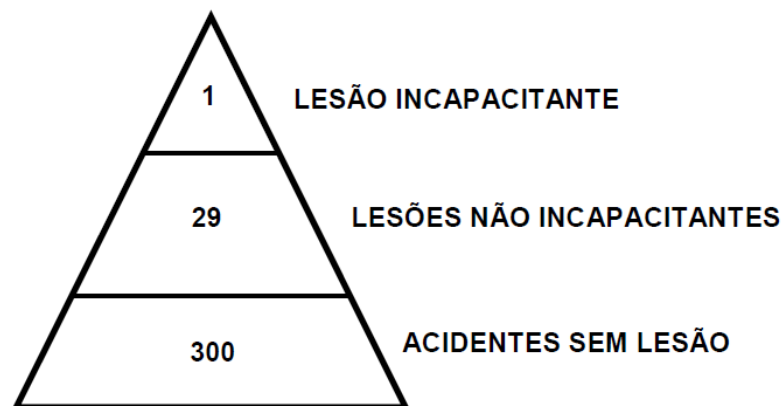 1 LESÃO INCAPACITANTE
29 LESÕES NÃO INCAPACITANTES
300 ACIDENTES SEM LESÃO